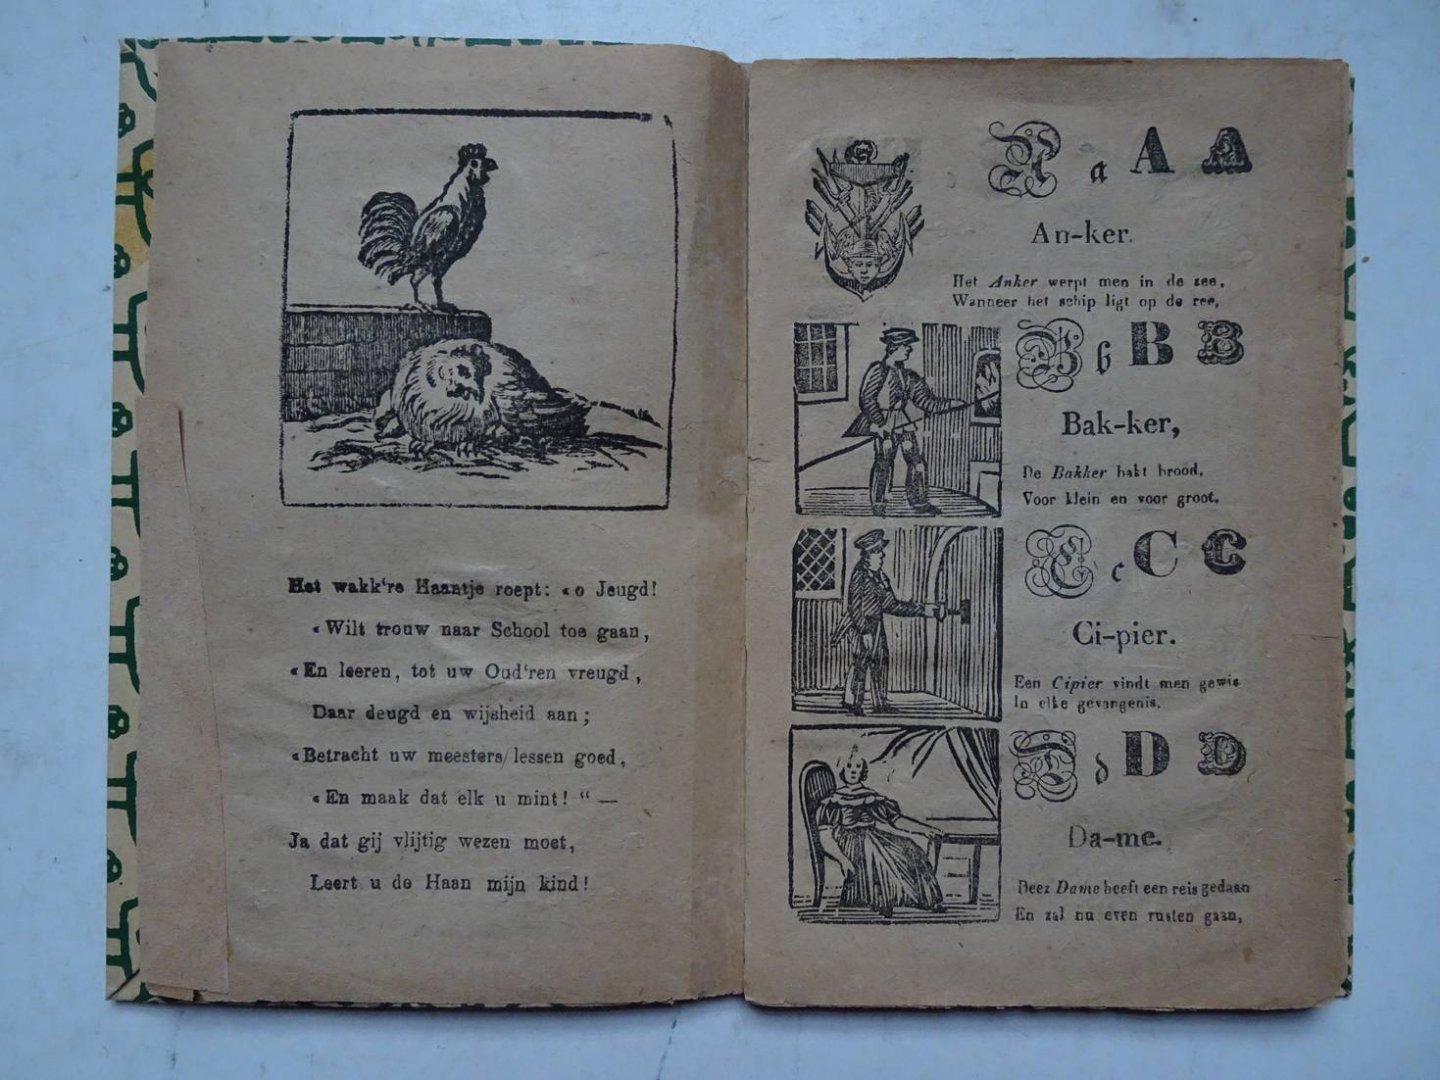 Het wakk're Haantje roept: «o Jeugd!
«Wilt trouw naar School toe gaan,
«En leeren, tot uw Oud'ren vreugd,
Daar deugd en wijsheid aan;
«Betracht uw meesters lessen goed,
«En maak dat elk u mint! “ —
Ja dat gij vlijtig wezen moet,
Leert u de Haan mijn kind!
A a A A
An-ker.
Het Anker werpt men in de zee,
Wanneer het schip ligt op de ree,
B b B B
Bak-ker,
De Bakker bakt brood,
Voor klein en voor groot.
C c C C
Ci-pier.
Een Cipier vindt men gewis
In elke gevangenis.
D d D D
Da-me.
Deez Dame heeft een reis gedaan
En zal nu even rusten gaan,